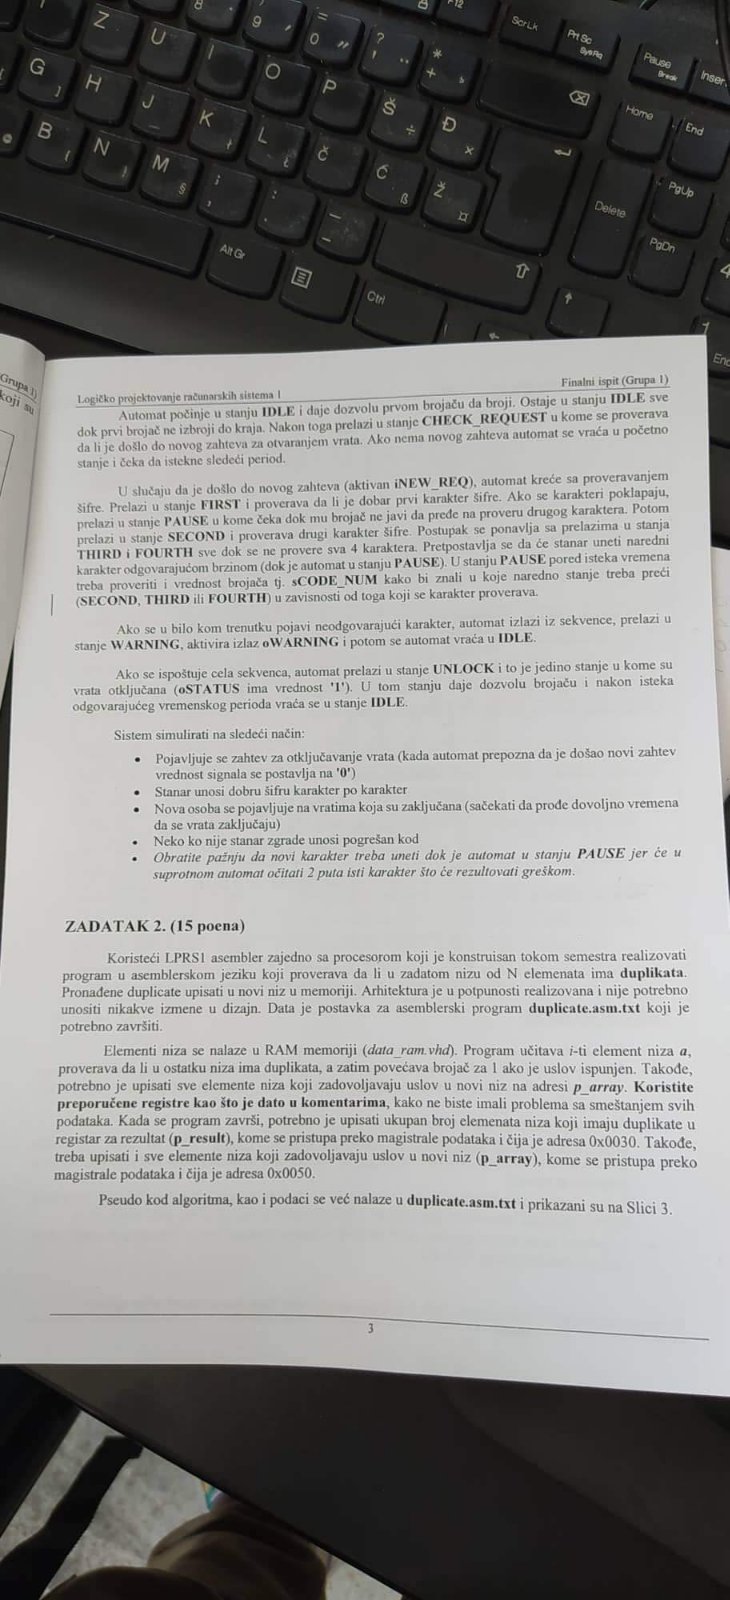 Z U I O P Š Đ
G H J K L Č Ć Ž
B N M
F12
ScrLk
Prt Sc
SysRq
Pause
Break
Inser
Home
End
Delete
PgUp
PgDn
Alt Gr
Ctrl
4
1
Enc
Grupa 1)
koji su
Logičko projektovanje računarskih sistema 1 Finalni ispit (Grupa 1)
Automat počinje u stanju IDLE i daje dozvolu prvom brojaču da broji. Ostaje u stanju IDLE sve
dok prvi brojač ne izbroji do kraja. Nakon toga prelazi u stanje CHECK_REQUEST u kome se proverava
da li je došlo do novog zahteva za otvaranjem vrata. Ako nema novog zahteva automat se vraća u početno
stanje i čeka da istekne sledeći period.
U slučaju da je došlo do novog zahteva (aktivan iNEW_REQ), automat kreće sa proveravanjem
šifre. Prelazi u stanje FIRST i proverava da li je dobar prvi karakter šifre. Ako se karakteri poklapaju,
prelazi u stanje PAUSE u kome čeka dok mu brojač ne javi da pređe na proveru drugog karaktera. Potom
prelazi u stanje SECOND i proverava drugi karakter šifre. Postupak se ponavlja sa prelazima u stanja
THIRD i FOURTH sve dok se ne provere sva 4 karaktera. Pretpostavlja se da će stanar uneti naredni
karakter odgovarajućom brzinom (dok je automat u stanju PAUSE). U stanju PAUSE pored isteka vremena
treba proveriti i vrednost brojača tj. sCODE_NUM kako bi znali u koje naredno stanje treba preći
(SECOND, THIRD ili FOURTH) u zavisnosti od toga koji se karakter proverava.
Ako se u bilo kom trenutku pojavi neodgovarajući karakter, automat izlazi iz sekvence, prelazi u
stanje WARNING, aktivira izlaz oWARNING i potom se automat vraća u IDLE.
Ako se ispoštuje cela sekvenca, automat prelazi u stanje UNLOCK i to je jedino stanje u kome su
vrata otključana (oSTATUS ima vrednost '1'). U tom stanju daje dozvolu brojaču i nakon isteka
odgovarajućeg vremenskog perioda vraća se u stanje IDLE.
Sistem simulirati na sledeći način:
• Pojavljuje se zahtev za otključavanje vrata (kada automat prepozna da je došao novi zahtev
vrednost signala se postavlja na '0')
• Stanar unosi dobru šifru karakter po karakter
• Nova osoba se pojavljuje na vratima koja su zaključana (sačekati da prođe dovoljno vremena
da se vrata zaključaju)
• Neko ko nije stanar zgrade unosi pogrešan kod
• Obratite pažnju da novi karakter treba uneti dok je automat u stanju PAUSE jer će u
suprotnom automat očitati 2 puta isti karakter što će rezultovati greškom.
ZADATAK 2. (15 poena)
Koristeći LPRS1 asembler zajedno sa procesorom koji je konstruisan tokom semestra realizovati
program u asemblerskom jeziku koji proverava da li u zadatom nizu od N elemenata ima duplikata.
Pronađene duplicate upisati u novi niz u memoriji. Arhitektura je u potpunosti realizovana i nije potrebno
unositi nikakve izmene u dizajn. Data je postavka za asemblerski program duplicate.asm.txt koji je
potrebno završiti.
Elementi niza se nalaze u RAM memoriji (data_ram.vhd). Program učitava i-ti element niza a,
proverava da li u ostatku niza ima duplikata, a zatim povećava brojač za 1 ako je uslov ispunjen. Takođe,
potrebno je upisati sve elemente niza koji zadovoljavaju uslov u novi niz na adresi p_array. Koristite
preporučene registre kao što je dato u komentarima, kako ne biste imali problema sa smeštanjem svih
podataka. Kada se program završi, potrebno je upisati ukupan broj elemenata niza koji imaju duplikate u
registar za rezultat (p_result), kome se pristupa preko magistrale podataka i čija je adresa 0x0030. Takođe,
treba upisati i sve elemente niza koji zadovoljavaju uslov u novi niz (p_array), kome se pristupa preko
magistrale podataka i čija je adresa 0x0050.
Pseudo kod algoritma, kao i podaci se već nalaze u duplicate.asm.txt i prikazani su na Slici 3.
3